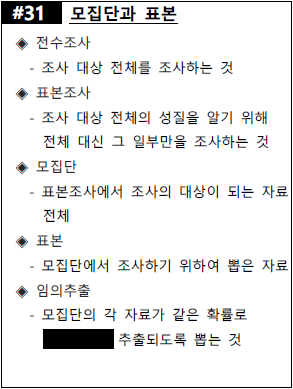 #31 모집단과 표본
◈ 전수조사
- 조사 대상 전체를 조사하는 것
◈ 표본조사
- 조사 대상 전체의 성질을 알기 위해
전체 대신 그 일부만을 조사하는 것
◈ 모집단
- 표본조사에서 조사의 대상이 되는 자료
전체
◈ 표본
- 모집단에서 조사하기 위하여 뽑은 자료
◈ 임의추출
- 모집단의 각 자료가 같은 확률로
추출되도록 뽑는 것